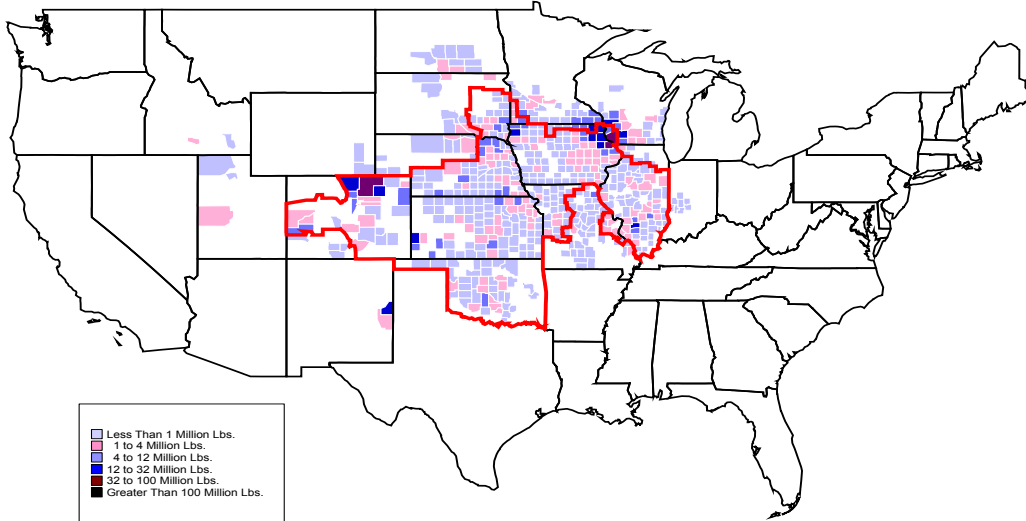 Less Than 1 Million Lbs.
1 to 4 Million Lbs.
4 to 12 Million Lbs.
12 to 32 Million Lbs.
32 to 100 Million Lbs.
Greater Than 100 Million Lbs.